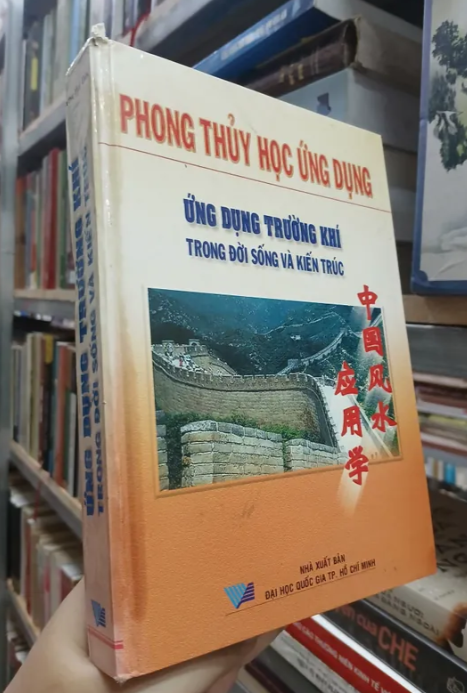 PHONG THỦY HỌC ỨNG DỤNG
ỨNG DỤNG TRƯỜNG KHÍ
TRONG ĐỜI SỐNG VÀ KIẾN TRÚC
中国风水
应用学
NHÀ XUẤT BẢN
ĐẠI HỌC QUỐC GIA TP. HỒ CHÍ MINH
ỨNG DỤNG TRƯỜNG KHÍ
TRONG ĐỜI SỐNG VÀ KIẾN TRÚC
CHE